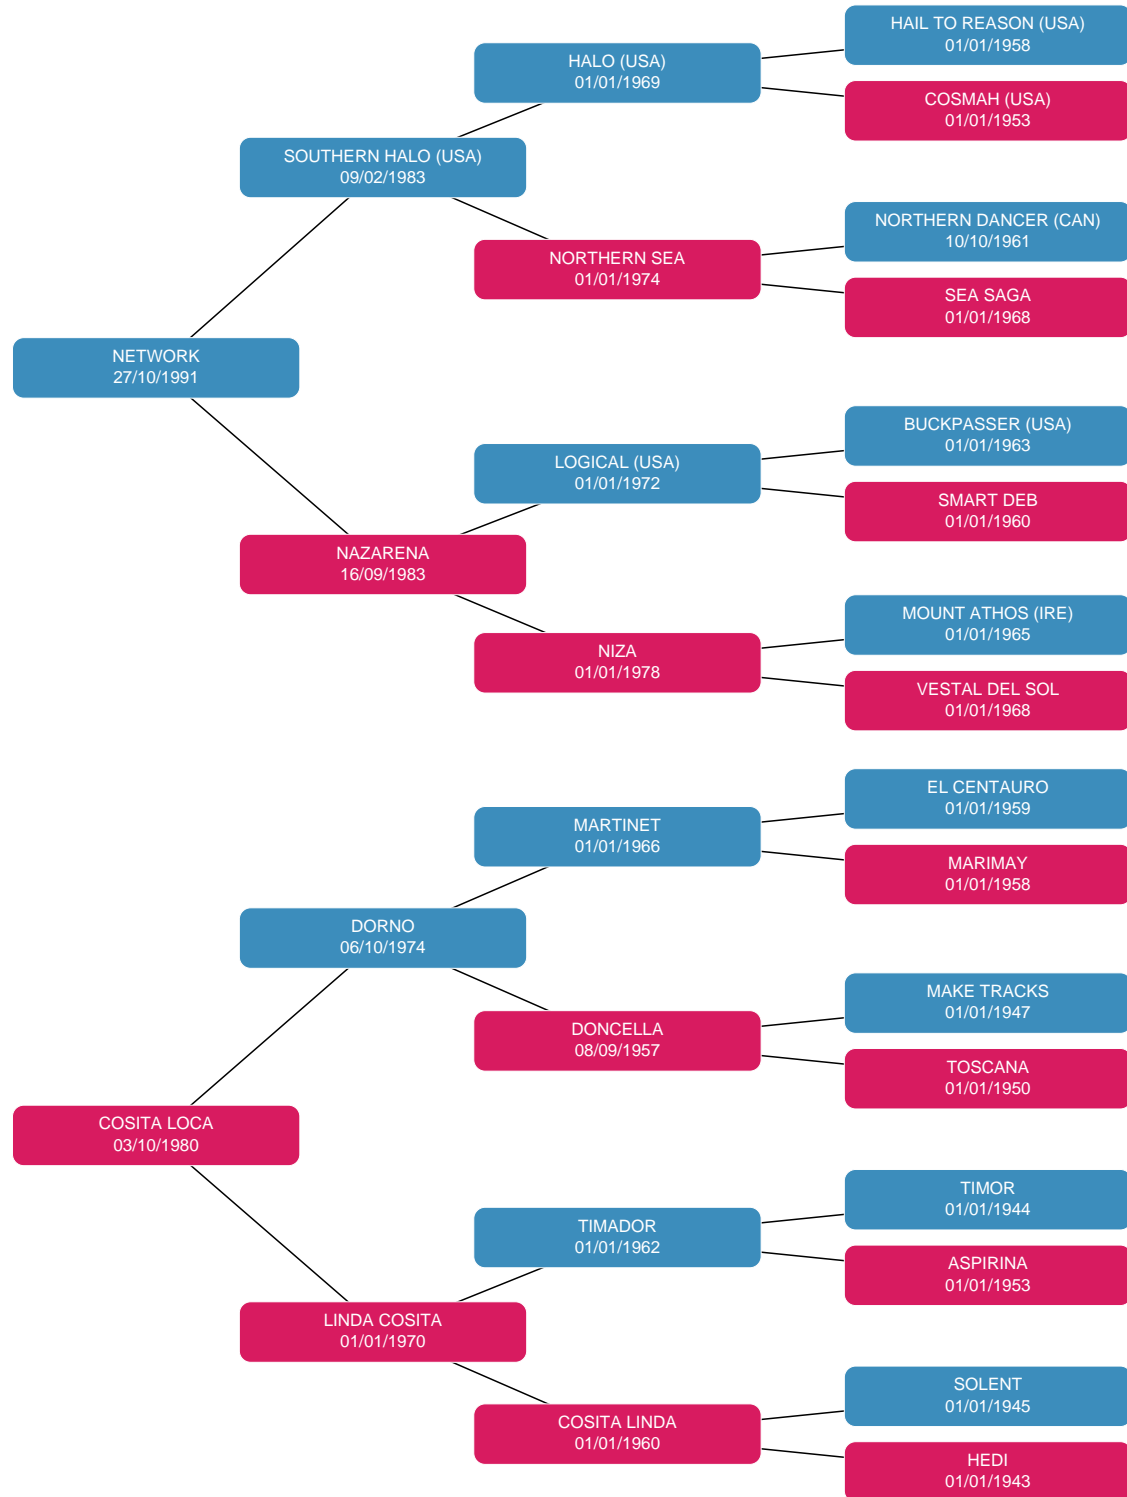 HAIL TO REASON (USA)
01/01/1958
HALO (USA)
01/01/1969
COSMAH (USA)
01/01/1953
SOUTHERN HALO (USA)
09/02/1983
NORTHERN DANCER (CAN)
10/10/1961
NORTHERN SEA
01/01/1974
SEA SAGA
01/01/1968
NETWORK
27/10/1991
BUCKPASSER (USA)
01/01/1963
LOGICAL (USA)
01/01/1972
SMART DEB
01/01/1960
NAZARENA
16/09/1983
MOUNT ATHOS (IRE)
01/01/1965
NIZA
01/01/1978
VESTAL DEL SOL
01/01/1968
EL CENTAURO
01/01/1959
MARTINET
01/01/1966
MARIMAY
01/01/1958
DORNO
06/10/1974
MAKE TRACKS
01/01/1947
DONCELLA
08/09/1957
TOSCANA
01/01/1950
COSITA LOCA
03/10/1980
TIMOR
01/01/1944
TIMADOR
01/01/1962
ASPIRINA
01/01/1953
LINDA COSITA
01/01/1970
SOLENT
01/01/1945
COSITA LINDA
01/01/1960
HEDI
01/01/1943